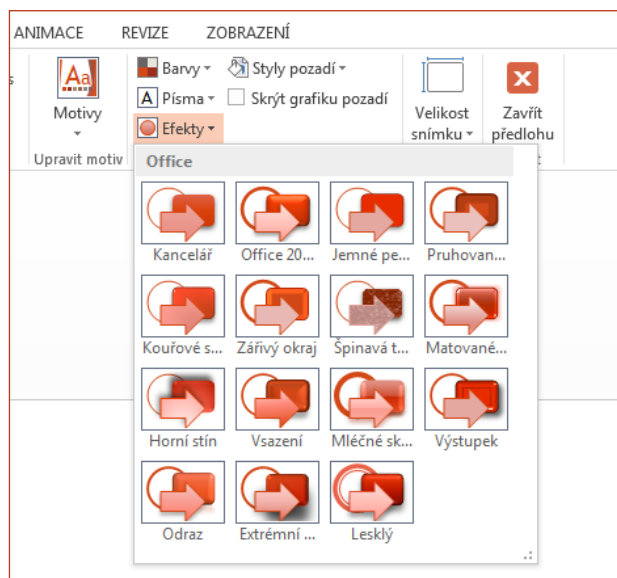 ANIMACE REVIZE ZOBRAZENÍ
s
Aa
Motivy
Upravit motiv
Barvy
Styly pozadí
A Písma
Skrýt grafiku pozadí
Efekty
Velikost
snímku
Zavřít
předlohu
Office
Kancelář Office 20... Jemné pe... Pruhovan...
Kouřové s... Zářivý okraj Špinavá t... Matované...
Horní stín Vsazení Mléčné sk... Výstupek
Odraz Extrémní ... Lesklý